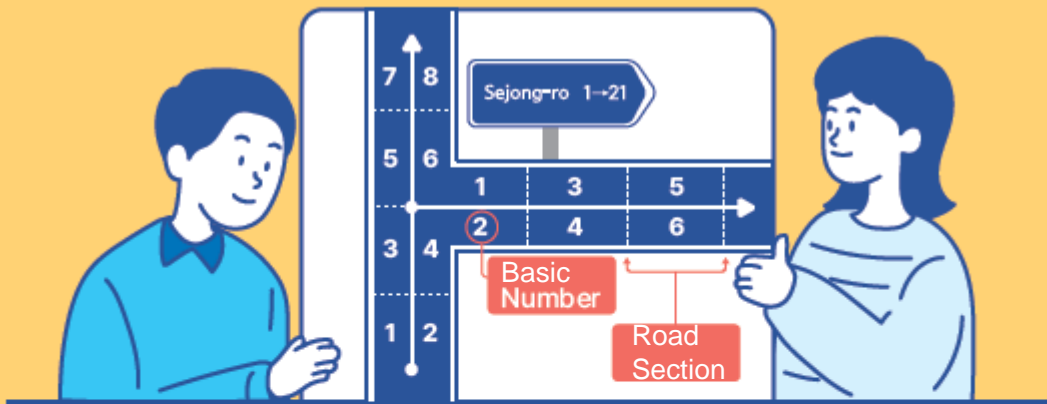 7 8
Sejong-ro 1→21
5 6
1 3 5
2 4 6
3 4
Basic
Number
1 2
Road
Section